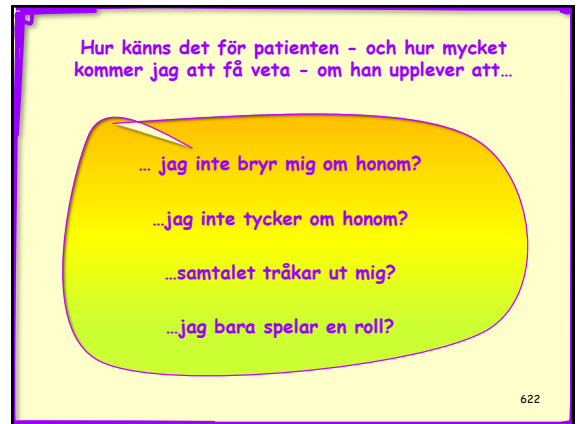 Hur känns det för patienten - och hur mycket
kommer jag att få veta - om han upplever att…
… jag inte bryr mig om honom?
…jag inte tycker om honom?
…samtalet tråkar ut mig?
…jag bara spelar en roll?
622